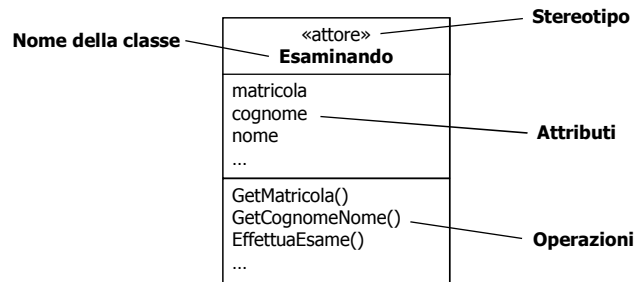 Stereotipo
«attore»
Nome della classe
Esaminando
matricola
cognome
nome
...
Attributi
GetMatricola()
GetCognomeNome()
EffettuaEsame()
...
Operazioni